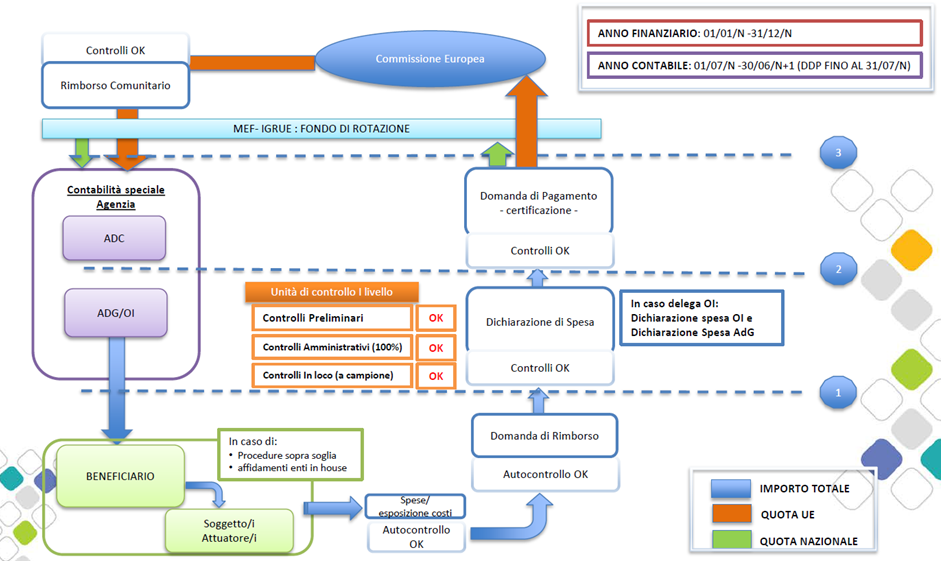 Controlli OK
Rimborso Comunitario
Commissione Europea
ANNO FINANZIARIO: 01/01/N -31/12/N
ANNO CONTABILE: 01/07/N -30/06/N+1 (DDP FINO AL 31/07/N)
MEF- IGRUE : FONDO DI ROTAZIONE
3
Contabilità speciale
Agenzia
ADC
ADG/OI
Domanda di Pagamento
- certificazione -
Controlli OK
2
Unità di controllo I livello
Controlli Preliminari
OK
Controlli Amministrativi (100%)
OK
Controlli In loco (a campione)
OK
Dichiarazione di Spesa
Controlli OK
In caso delega OI:
Dichiarazione spesa OI e
Dichiarazione Spesa AdG
1
Domanda di Rimborso
Autocontrollo OK
In caso di:
• Procedure sopra soglia
• affidamenti enti in house
BENEFICIARIO
Soggetto/i
Attuatore/i
Spese/
esposizione costi
Autocontrollo
OK
IMPORTO TOTALE
QUOTA UE
QUOTA NAZIONALE